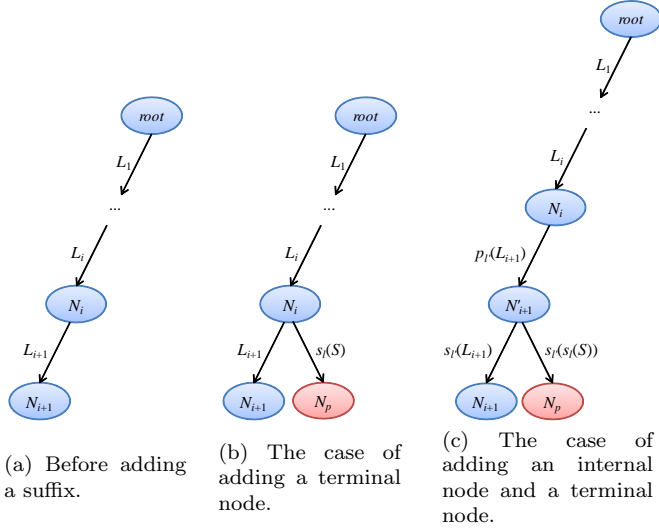 root
L1
...
Li
Ni
Li+1
Ni+1
(a) Before adding
a suffix.
root
L1
...
Li
Ni
Li+1
sl(S)
Ni+1
Np
(b) The case of
adding a terminal
node.
root
L1
...
Li
Ni
pl(Li+1)
N'i+1
sl(Li+1)
sl(sl(S))
Ni+1
Np
(c) The case of
adding an internal
node and a terminal
node.